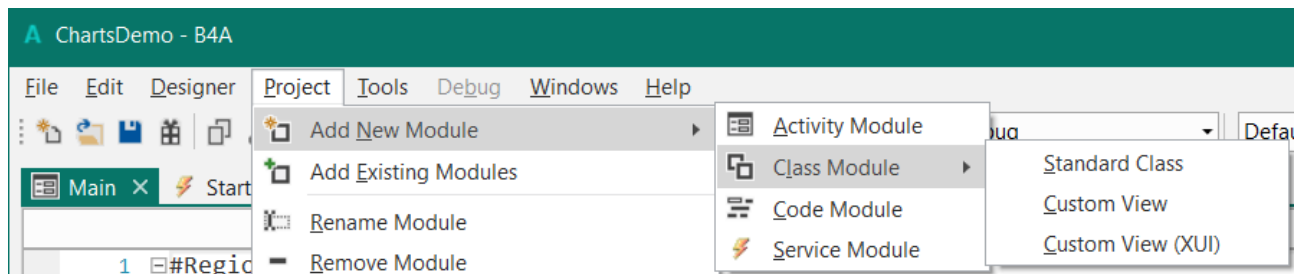 A ChartsDemo - B4A
File Edit Designer Project Tools Debug Windows Help
Add New Module
Activity Module
Defau
Add Existing Modules
Class Module
Standard Class
Main
Start
Rename Module
Code Module
Custom View
1 #Regio
Remove Module
Service Module
Custom View (XUI)